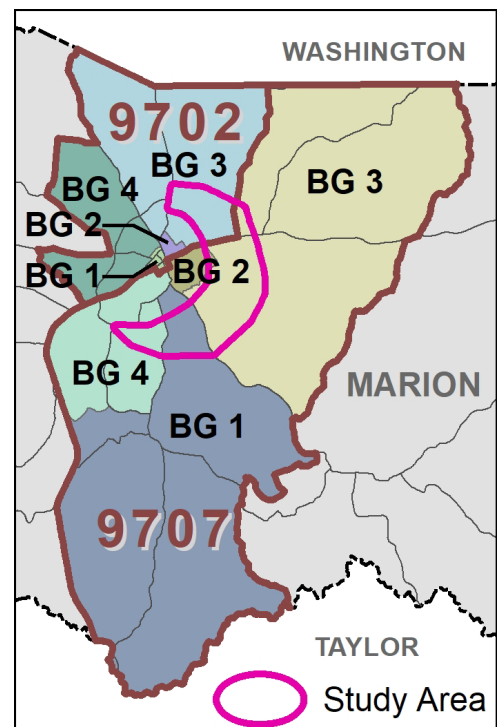 WASHINGTON
9702
BG 3
BG 4
BG 3
BG 2
BG 1
BG 2
BG 4
MARION
BG 1
9707
TAYLOR
Study Area